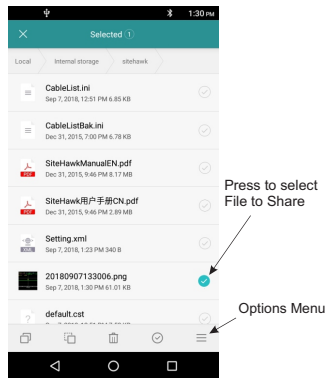 1:30 PM
Selected 1
Local
Internal storage
sitehawk
CableList.ini
Sep 7, 2018, 12:51 PM 6.85 KB
CableListBak.ini
Dec 31, 2015, 7:00 PM 6.78 KB
SiteHawkManualEN.pdf
Dec 31, 2015, 9:46 PM 8.17 MB
PDF
SiteHawk用户手册CN.pdf
Dec 31, 2015, 9:46 PM 2.89 MB
PDF
Setting.xml
Sep 7, 2018, 1:23 PM 340 B
XML
20180907133006.png
Sep 7, 2018, 1:30 PM 61.01 KB
default.cst
?
Press to select
File to Share
Options Menu